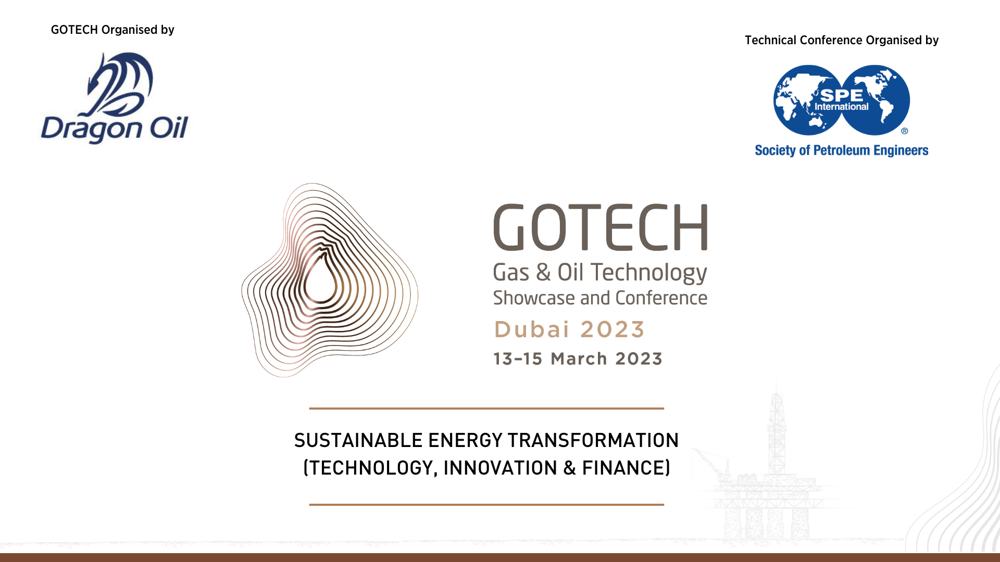 GOTECH Organised by
Dragon Oil
Technical Conference Organised by
SPE
International
®
Society of Petroleum Engineers
GOTECH
Gas & Oil Technology
Showcase and Conference
Dubai 2023
13–15 March 2023
SUSTAINABLE ENERGY TRANSFORMATION
(TECHNOLOGY, INNOVATION & FINANCE)